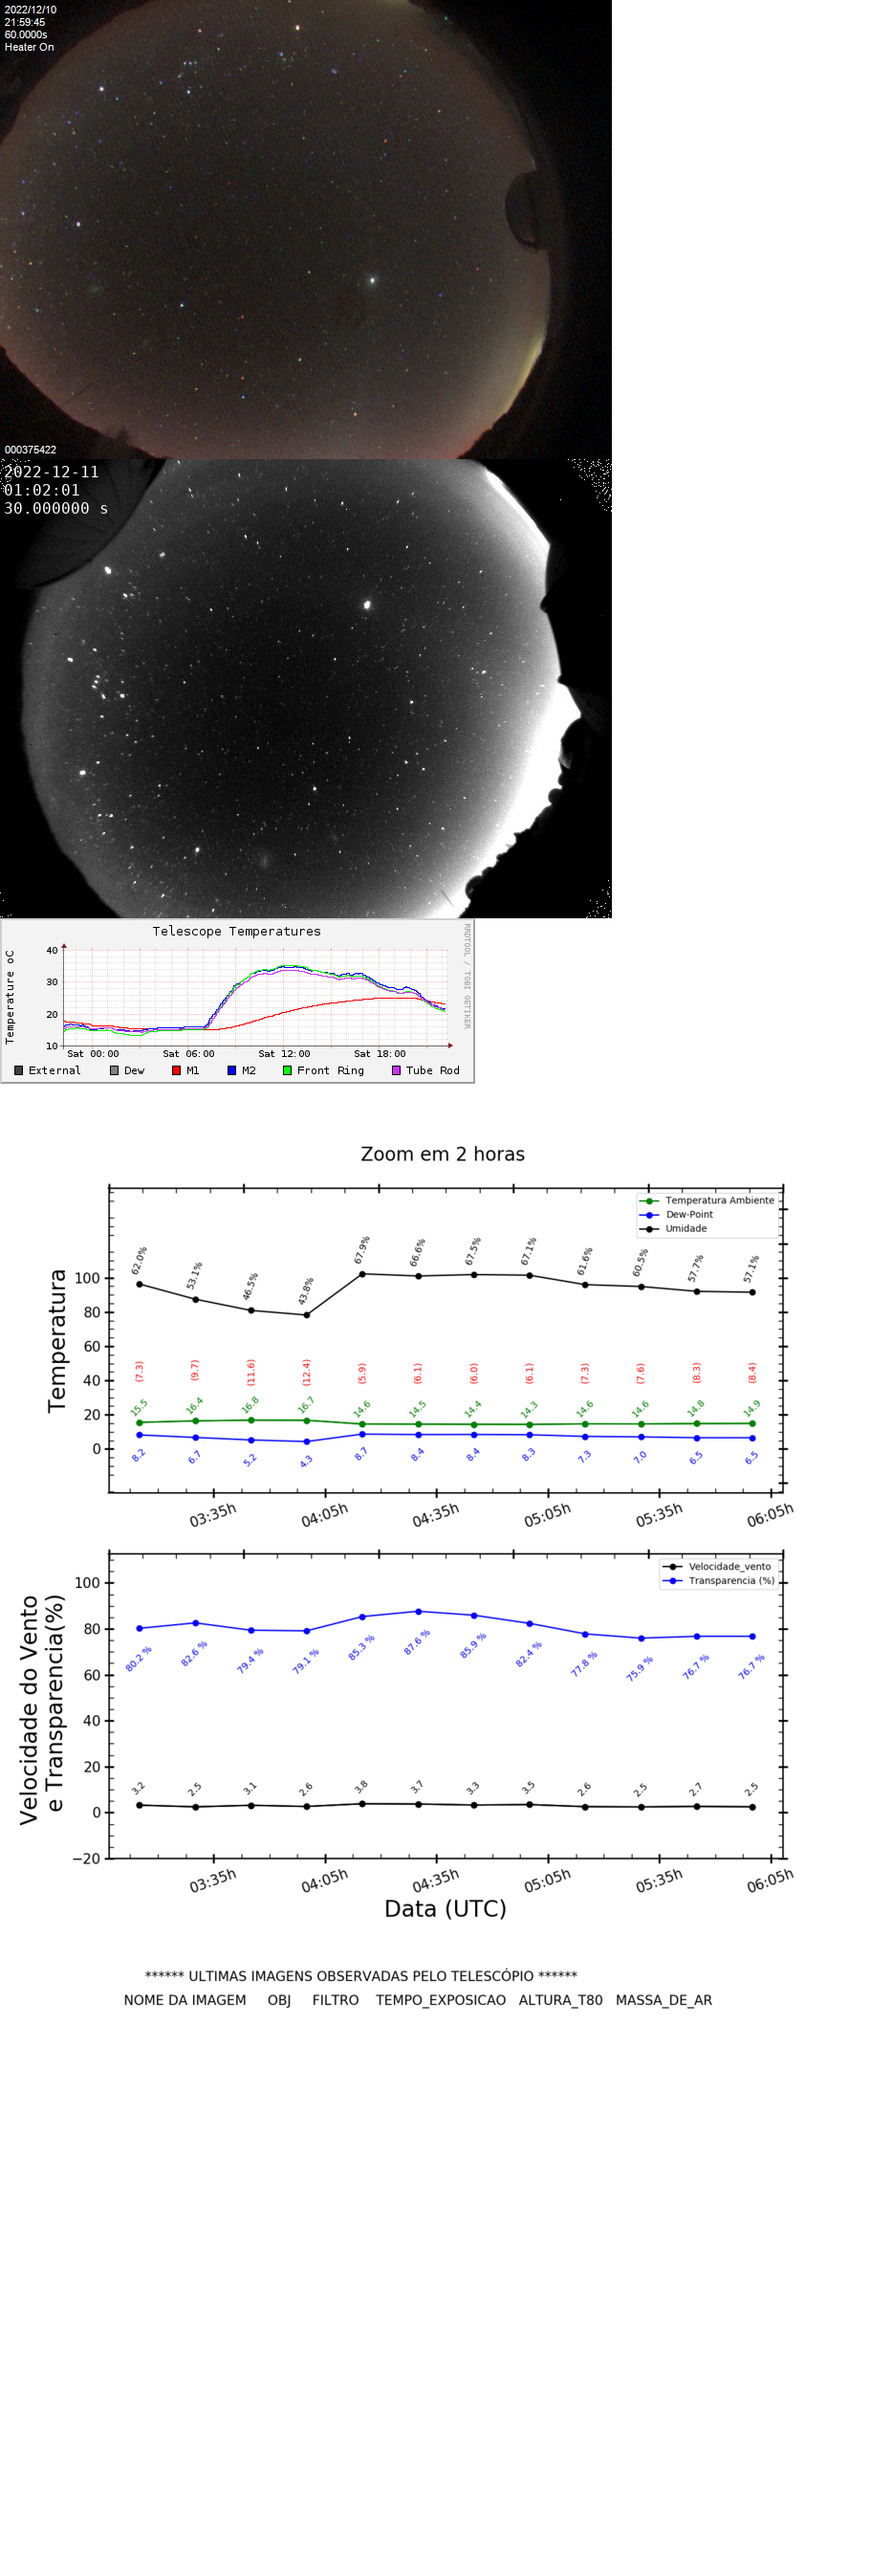 2022/12/10
21:59:45
60.0000s
Heater On
000375422
2022-12-11
01:02:01
30.000000 s
Telescope Temperatures
RRDTOOL / TOBI OETIKER
Temperature oC
40
30
20
10
Sat 00:00 Sat 06:00 Sat 12:00 Sat 18:00
External Dew M1 M2 Front Ring Tube Rod
Zoom em 2 horas
Temperatura Ambiente
Dew-Point
Umidade
Temperatura
100
80
60
40
20
0
62.0% 53.1% 46.5% 43.8% 67.9% 66.6% 67.5% 67.1% 61.6% 60.5% 57.7% 57.1%
(7.3) (9.7) (11.6) (12.4) (5.9) (6.1) (6.0) (6.1) (7.3) (7.6) (8.3) (8.4)
15.5 16.4 16.8 16.7 14.6 14.5 14.4 14.3 14.6 14.6 14.8 14.9
8.2 6.7 5.2 4.3 8.7 8.4 8.4 8.3 7.3 7.0 6.5 6.5
03:35h 04:05h 04:35h 05:05h 05:35h 06:05h
Velocidade_vento
Transparencia (%)
Velocidade do Vento
e Transparencia(%)
100
80
60
40
20
0
−20
80.2 % 82.6 % 79.4 % 79.1 % 85.3 % 87.6 % 85.9 % 82.4 % 77.8 % 75.9 % 76.7 % 76.7 %
3.2 2.5 3.1 2.6 3.8 3.7 3.3 3.5 2.6 2.5 2.7 2.5
03:35h 04:05h 04:35h 05:05h 05:35h 06:05h
Data (UTC)
****** ULTIMAS IMAGENS OBSERVADAS PELO TELESCÓPIO ******
NOME DA IMAGEM OBJ FILTRO TEMPO_EXPOSICAO ALTURA_T80 MASSA_DE_AR